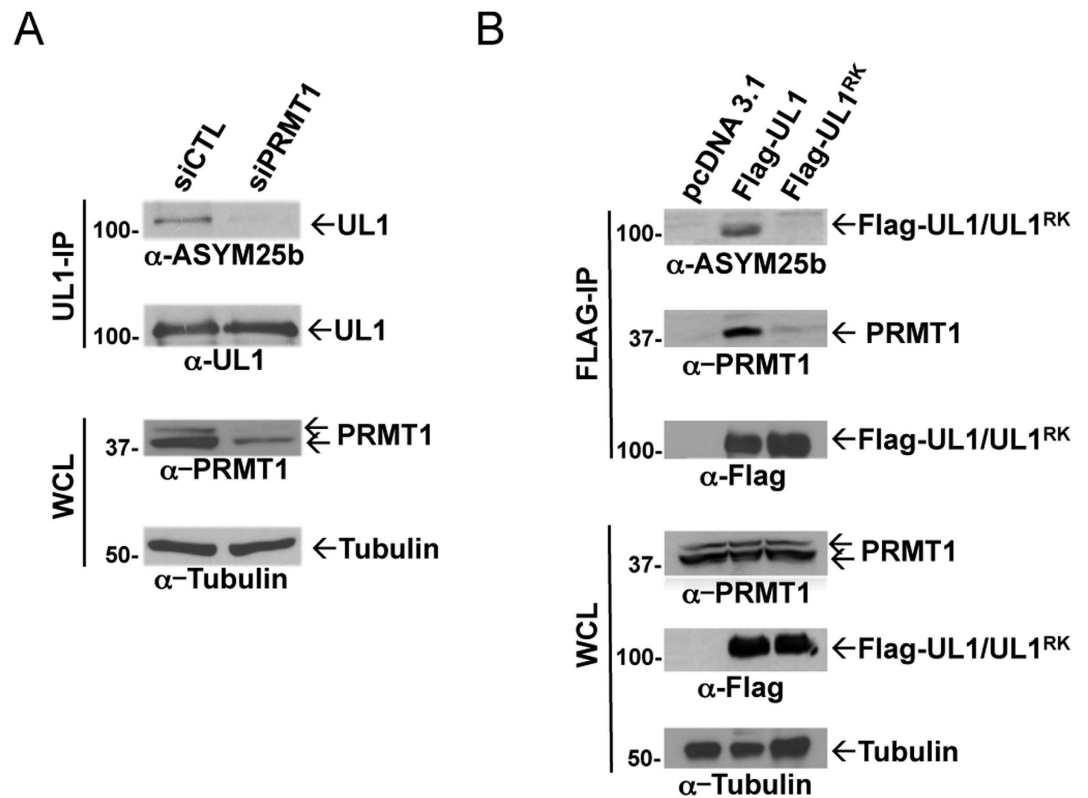 A
siCTL
siPRMT1
UL1-IP
100-
←UL1
α-ASYM25b
100-
←UL1
α-UL1
WCL
37-
← PRMT1
←
α–PRMT1
50-
←Tubulin
α–Tubulin
B
pcDNA 3.1
Flag-UL1
Flag-UL1ᴿᴷ
FLAG-IP
100-
←Flag-UL1/UL1ᴿᴷ
α-ASYM25b
37-
← PRMT1
α–PRMT1
100-
←Flag-UL1/UL1ᴿᴷ
α-Flag
WCL
37-
← PRMT1
←
α–PRMT1
100-
←Flag-UL1/UL1ᴿᴷ
α-Flag
50-
←Tubulin
α–Tubulin